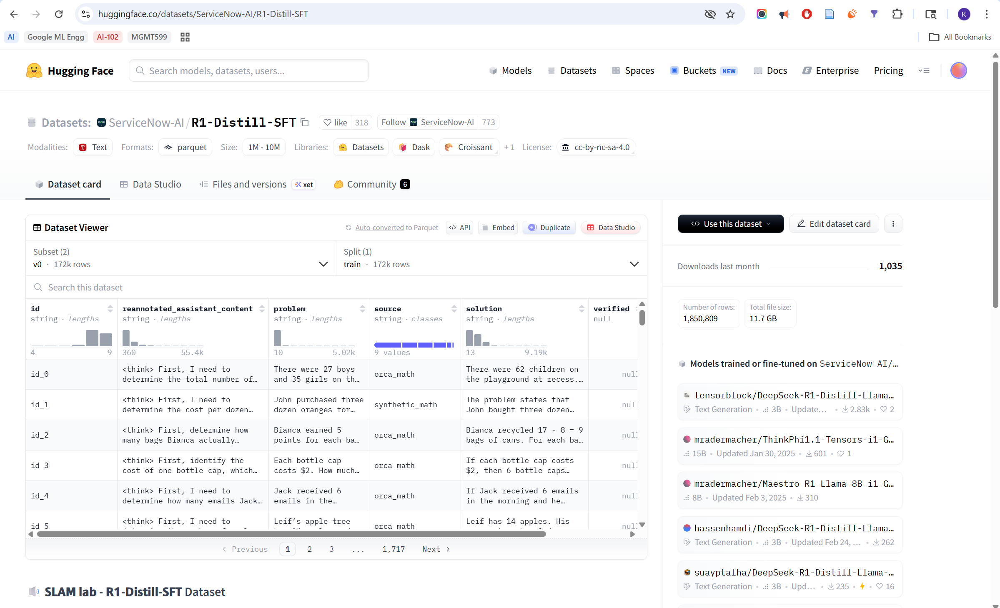 huggingface.co/datasets/ServiceNow-AI/R1-Distill-SFT
K
AI
Google ML Engg
AI-102
MGMT599
All Bookmarks
Hugging Face
Search models, datasets, users...
Models
Datasets
Spaces
Buckets NEW
Docs
Enterprise
Pricing
Datasets: now ServiceNow-AI/R1-Distill-SFT
like 318
Follow now ServiceNow-AI 773
Modalities: Text
Formats: parquet
Size: 1M - 10M
Libraries: Datasets Dask Croissant + 1
License: cc-by-nc-sa-4.0
Dataset card
Data Studio
Files and versions xet
Community 6
Dataset Viewer
Auto-converted to Parquet
API
Embed
Duplicate
Data Studio
Subset (2)
v0 · 172k rows
Split (1)
train · 172k rows
Search this dataset
id
string · lengths
4 9
reannotated_assistant_content
string · lengths
360 55.4k
problem
string · lengths
10 5.02k
source
string · classes
9 values
solution
string · lengths
13 9.19k
verified
null
id_0
<think> First, I need to
determine the total number of…
There were 27 boys
and 35 girls on th…
orca_math
There were 62 children on
the playground at recess.…
null
id_1
<think> First, I need to
determine the cost per dozen…
John purchased three
dozen oranges for…
synthetic_math
The problem states that
John bought three dozen…
null
id_2
<think> First, determine how
many bags Bianca actually…
Bianca earned 5
points for each ba…
orca_math
Bianca recycled 17 - 8 = 9
bags of cans. For each ba…
null
id_3
<think> First, identify the
cost of one bottle cap, which…
Each bottle cap
costs $2. How much…
orca_math
If each bottle cap costs
$2, then 6 bottle caps…
null
id_4
<think> First, I need to
determine how many emails Jack…
Jack received 6
emails in the…
orca_math
If Jack received 6 emails
in the morning and he…
null
id_5
<think> First, I need to
Leif’s apple tree
orca_math
Leif has 14 apples. His
null
Previous 1 2 3 ... 1,717 Next
SLAM lab - R1-Distill-SFT Dataset
Use this dataset
Edit dataset card
Downloads last month
1,035
Number of rows:
1,850,809
Total file size:
11.7 GB
Models trained or fine-tuned on ServiceNow-AI/…
tensorblock/DeepSeek-R1-Distill-Llama…
Text Generation • 3B • Update… • 2.83k • 2
mradermacher/ThinkPhi1.1-Tensors-i1-G…
15B • Updated Jan 30, 2025 • 601 • 1
mradermacher/Maestro-R1-Llama-8B-i1-G…
8B • Updated Feb 3, 2025 • 310
hassenhamdi/DeepSeek-R1-Distill-Llama…
Text Generation • 3B • Updated Feb 24, … • 262
suayptalha/DeepSeek-R1-Distill-Llama-…
Text Generation • 3B • Upd… • 235 • 16